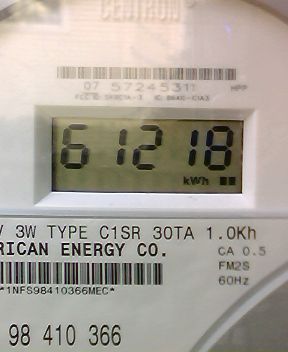 CENTRON
07 57245311 MPP
61218
kWh
V 3W TYPE C1SR 30TA 1.0Kh
RICAN ENERGY CO. CA 0.5
FM2S
60Hz
*1NFS98410366MEC*
98 410 366